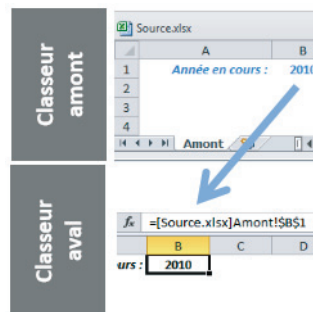 Classeur
amont
Source.xlsx
A B
1 Année en cours : 2010
2
3
4
Amont
Classeur
aval
fx =[Source.xlsx]Amont!$B$1
B C D
urs : 2010